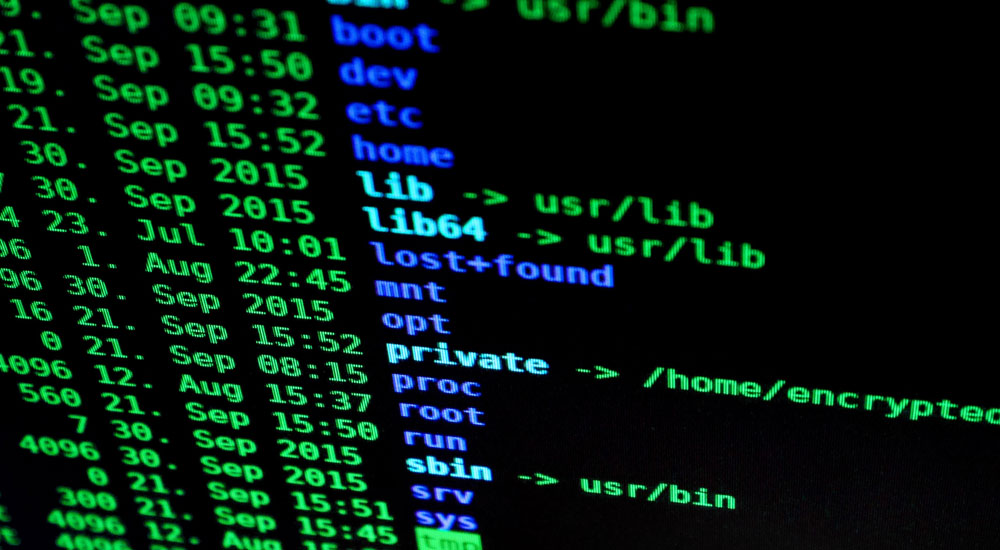 9. Sep 09:31 boot
21. Sep 15:50 dev
19. Sep 09:32 etc
21. Sep 15:52 home
30. Sep 2015 lib -> usr/lib
7 30. Sep 2015 lib64 -> usr/lib
4 23. Jul 10:01 lost+found
96 1. Aug 22:45 mnt
96 30. Sep 2015 opt
16 21. Sep 15:52 private -> /home/encrypted
0 21. Sep 08:15 proc
4096 12. Aug 15:37 root
560 21. Sep 15:50 run
7 30. Sep 2015 sbin -> usr/bin
4096 30. Sep 2015 srv
0 21. Sep 15:51 sys
300 21. Sep 15:45 tmp
4096 12. Aug